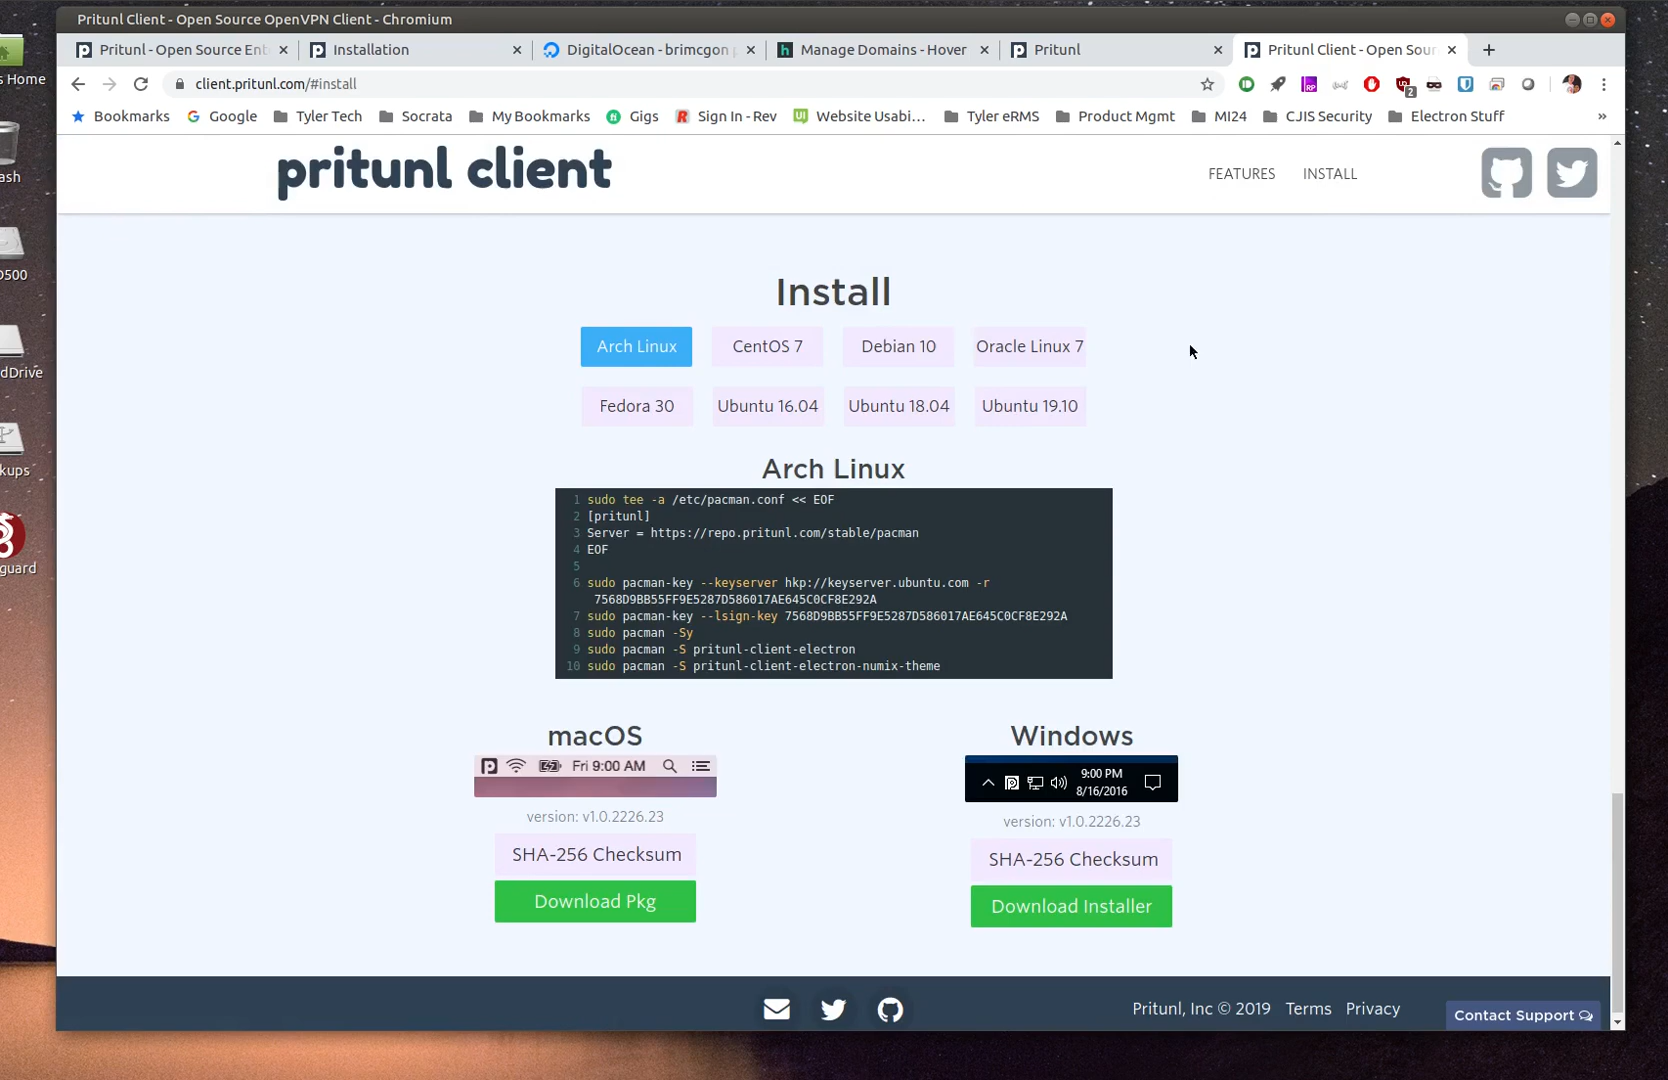 Pritunl Client - Open Source OpenVPN Client - Chromium
Pritunl - Open Source Ent
Installation
DigitalOcean - brimcgon p
Manage Domains - Hover
Pritunl
Pritunl Client - Open Sour
client.pritunl.com/#install
2
Bookmarks
Google
Tyler Tech
Socrata
My Bookmarks
Gigs
Sign In - Rev
Website Usabi...
Tyler eRMS
Product Mgmt
MI24
CJIS Security
Electron Stuff
»
s Home
ash
0500
dDrive
kups
guard
pritunl client
FEATURES
INSTALL
Install
Arch Linux
CentOS 7
Debian 10
Oracle Linux 7
Fedora 30
Ubuntu 16.04
Ubuntu 18.04
Ubuntu 19.10
Arch Linux
1 sudo tee -a /etc/pacman.conf << EOF
2 [pritunl]
3 Server = https://repo.pritunl.com/stable/pacman
4 EOF
5
6 sudo pacman-key --keyserver hkp://keyserver.ubuntu.com -r
7568D9BB55FF9E5287D586017AE645C0CF8E292A
7 sudo pacman-key --lsign-key 7568D9BB55FF9E5287D586017AE645C0CF8E292A
8 sudo pacman -Sy
9 sudo pacman -S pritunl-client-electron
10 sudo pacman -S pritunl-client-electron-numix-theme
macOS
Fri 9:00 AM
version: v1.0.2226.23
SHA-256 Checksum
Download Pkg
Windows
9:00 PM
8/16/2016
version: v1.0.2226.23
SHA-256 Checksum
Download Installer
Pritunl, Inc © 2019
Terms
Privacy
Contact Support